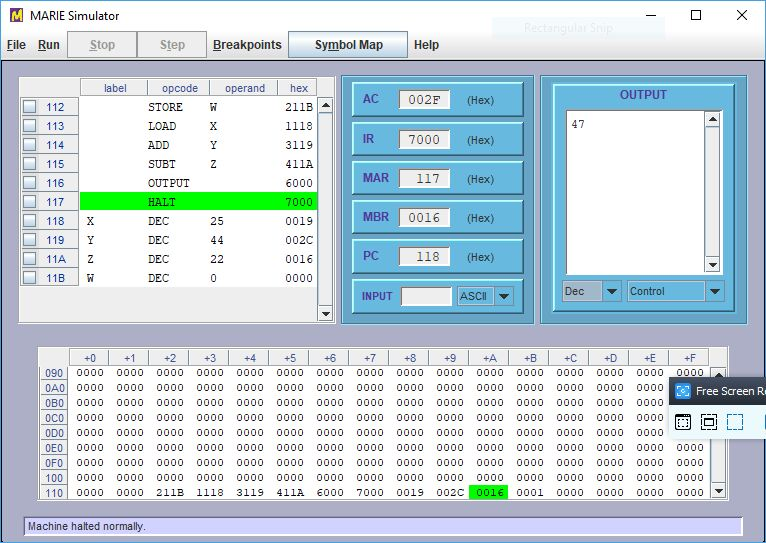 MARIE Simulator
Rectangular Snip
File Run Stop Step Breakpoints Symbol Map Help
label opcode operand hex
112 STORE W 211B
113 LOAD X 1118
114 ADD Y 3119
115 SUBT Z 411A
116 OUTPUT 6000
117 HALT 7000
118 X DEC 25 0019
119 Y DEC 44 002C
11A Z DEC 22 0016
11B W DEC 0 0000
AC 002F (Hex)
IR 7000 (Hex)
MAR 117 (Hex)
MBR 0016 (Hex)
PC 118 (Hex)
INPUT ASCII
OUTPUT
47
Dec Control
+0 +1 +2 +3 +4 +5 +6 +7 +8 +9 +A +B +C +D +E +F
090 0000 0000 0000 0000 0000 0000 0000 0000 0000 0000 0000 0000 0000 0000 0000 0000
0A0 0000 0000 0000 0000 0000 0000 0000 0000 0000 0000 0000 0000 0000 0000 0000 0000
0B0 0000 0000 0000 0000 0000 0000 0000 0000 0000 0000 0000 0000 0000 0000 0000
0C0 0000 0000 0000 0000 0000 0000 0000 0000 0000 0000 0000 0000 0000 0000 0000
0D0 0000 0000 0000 0000 0000 0000 0000 0000 0000 0000 0000 0000 0000 0000 0000
0E0 0000 0000 0000 0000 0000 0000 0000 0000 0000 0000 0000 0000 0000 0000 0000 0000
0F0 0000 0000 0000 0000 0000 0000 0000 0000 0000 0000 0000 0000 0000 0000 0000 0000
100 0000 0000 0000 0000 0000 0000 0000 0000 0000 0000 0000 0000 0000 0000 0000 0000
110 0000 0000 211B 1118 3119 411A 6000 7000 0019 002C 0016 0001 0000 0000 0000 0000
Free Screen Re
Machine halted normally.